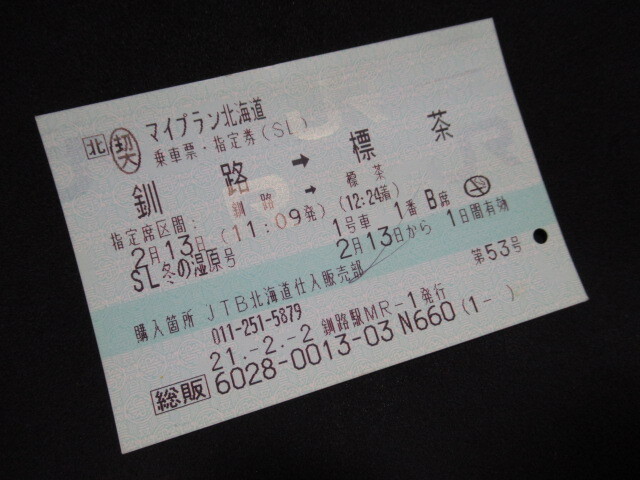 北 契 マイプラン北海道
乗車票・指定券(SL)
釧路 → 標茶
指定席区間: 釧路 → 標茶
2月13日 (11:09発) (12:24着)
SL冬の湿原号 1号車 1番 B席
2月13日から 1日間有効
第53号
購入箇所 JTB北海道仕入販売部
011-251-5879
21.-2.-2 釧路駅MR-1発行
総販 6028-0013-03 N660 (1- )